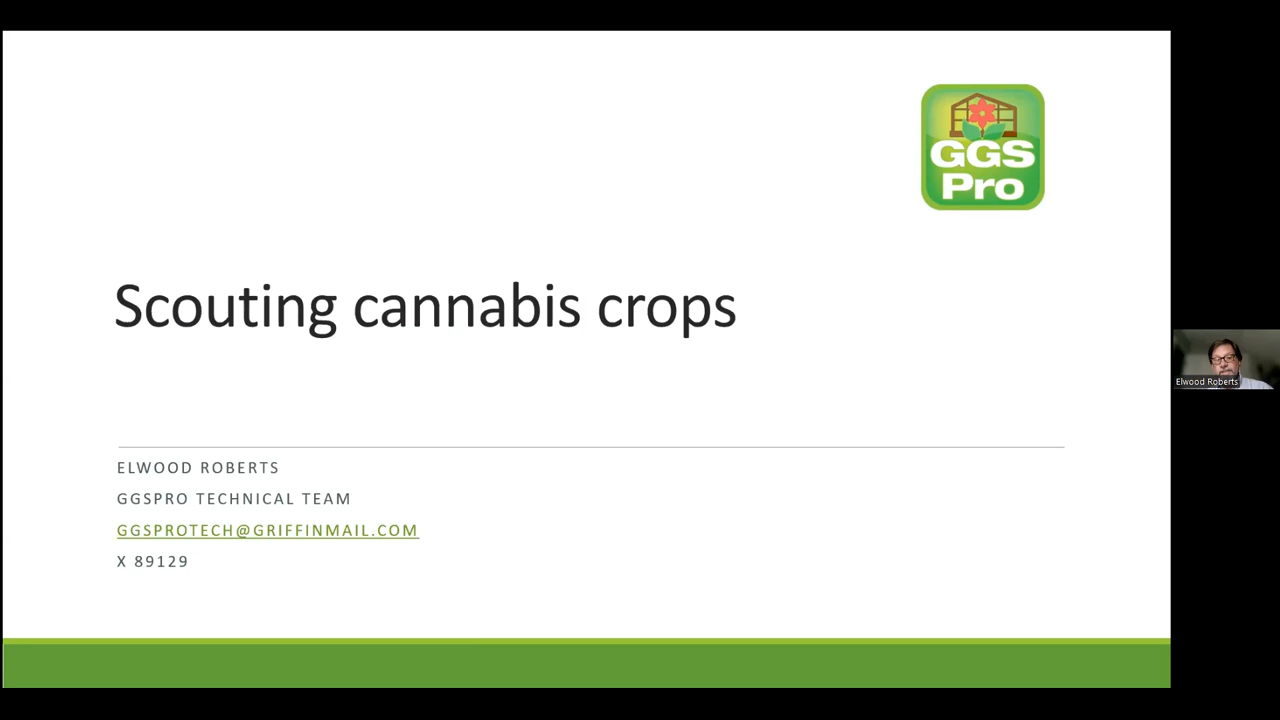 GGS
Pro
Scouting cannabis crops
Elwood Roberts
ELWOOD ROBERTS
GGSPRO TECHNICAL TEAM
GGSPROTECH@GRIFFINMAIL.COM
X 89129